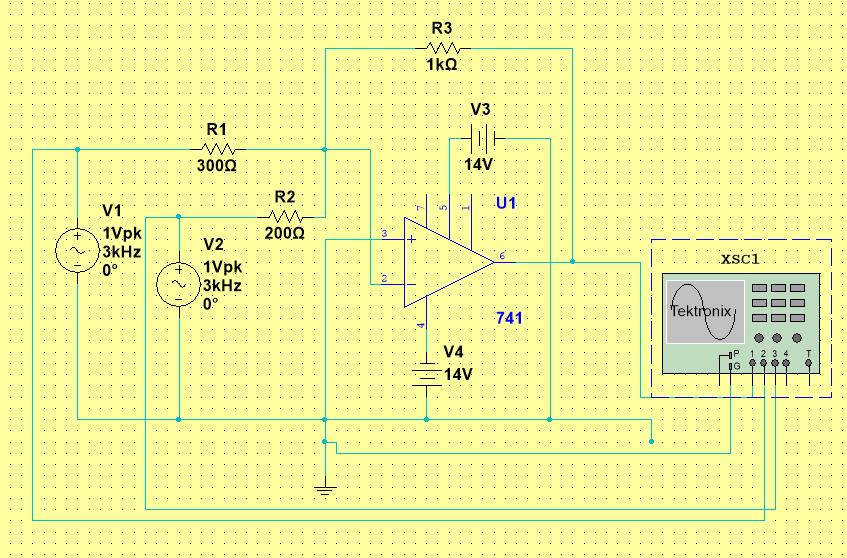 R3
1kΩ
V3
14V
R1
300Ω
R2
200Ω
V1
1Vpk
3kHz
0°
V2
1Vpk
3kHz
0°
7
5
1
U1
3
+
2
−
6
4
741
V4
14V
XSC1
Tektronix
P
G
1 2 3 4 T